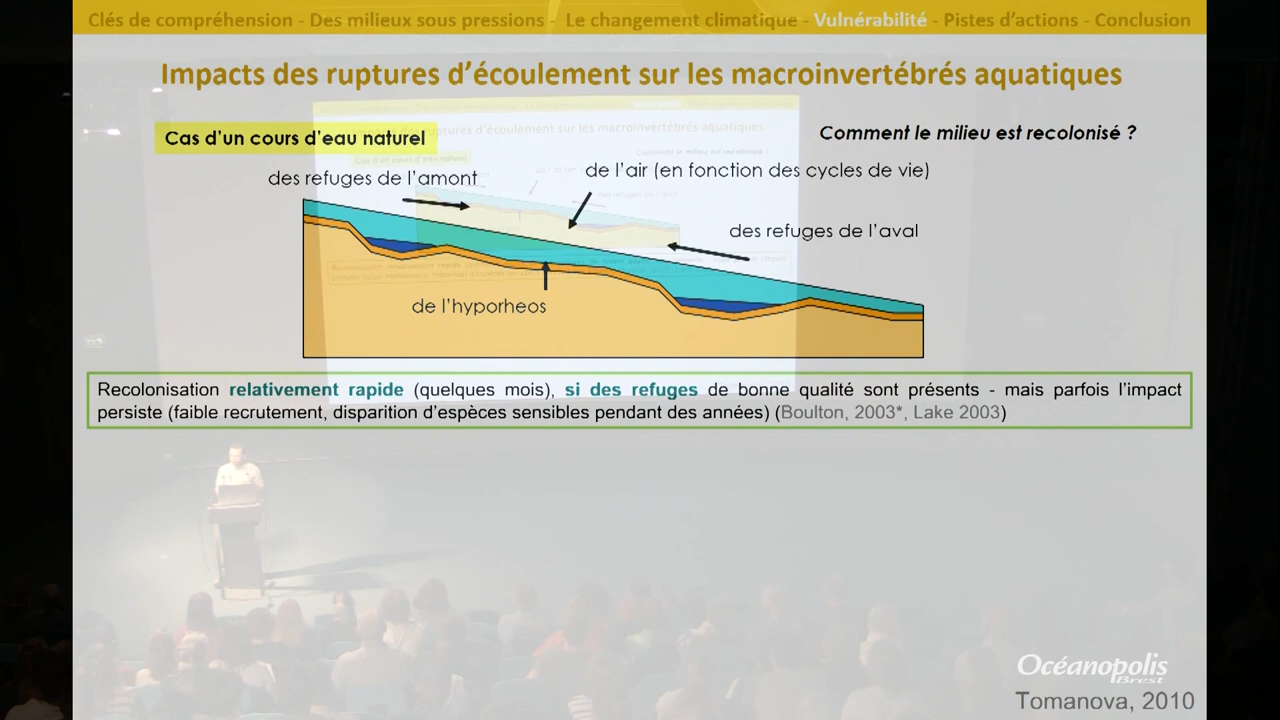 Clés de compréhension - Des milieux sous pressions - Le changement climatique - Vulnérabilité - Pistes d'actions - Conclusion
Impacts des ruptures d'écoulement sur les macroinvertébrés aquatiques
Cas d'un cours d'eau naturel
Comment le milieu est recolonisé ?
des refuges de l'amont
de l'air (en fonction des cycles de vie)
des refuges de l'aval
de l'hyporheos
Recolonisation relativement rapide (quelques mois), si des refuges de bonne qualité sont présents - mais parfois l'impact
persiste (faible recrutement, disparition d'espèces sensibles pendant des années) (Boulton, 2003*, Lake 2003)
Océanopolis
Brest
Tomanova, 2010